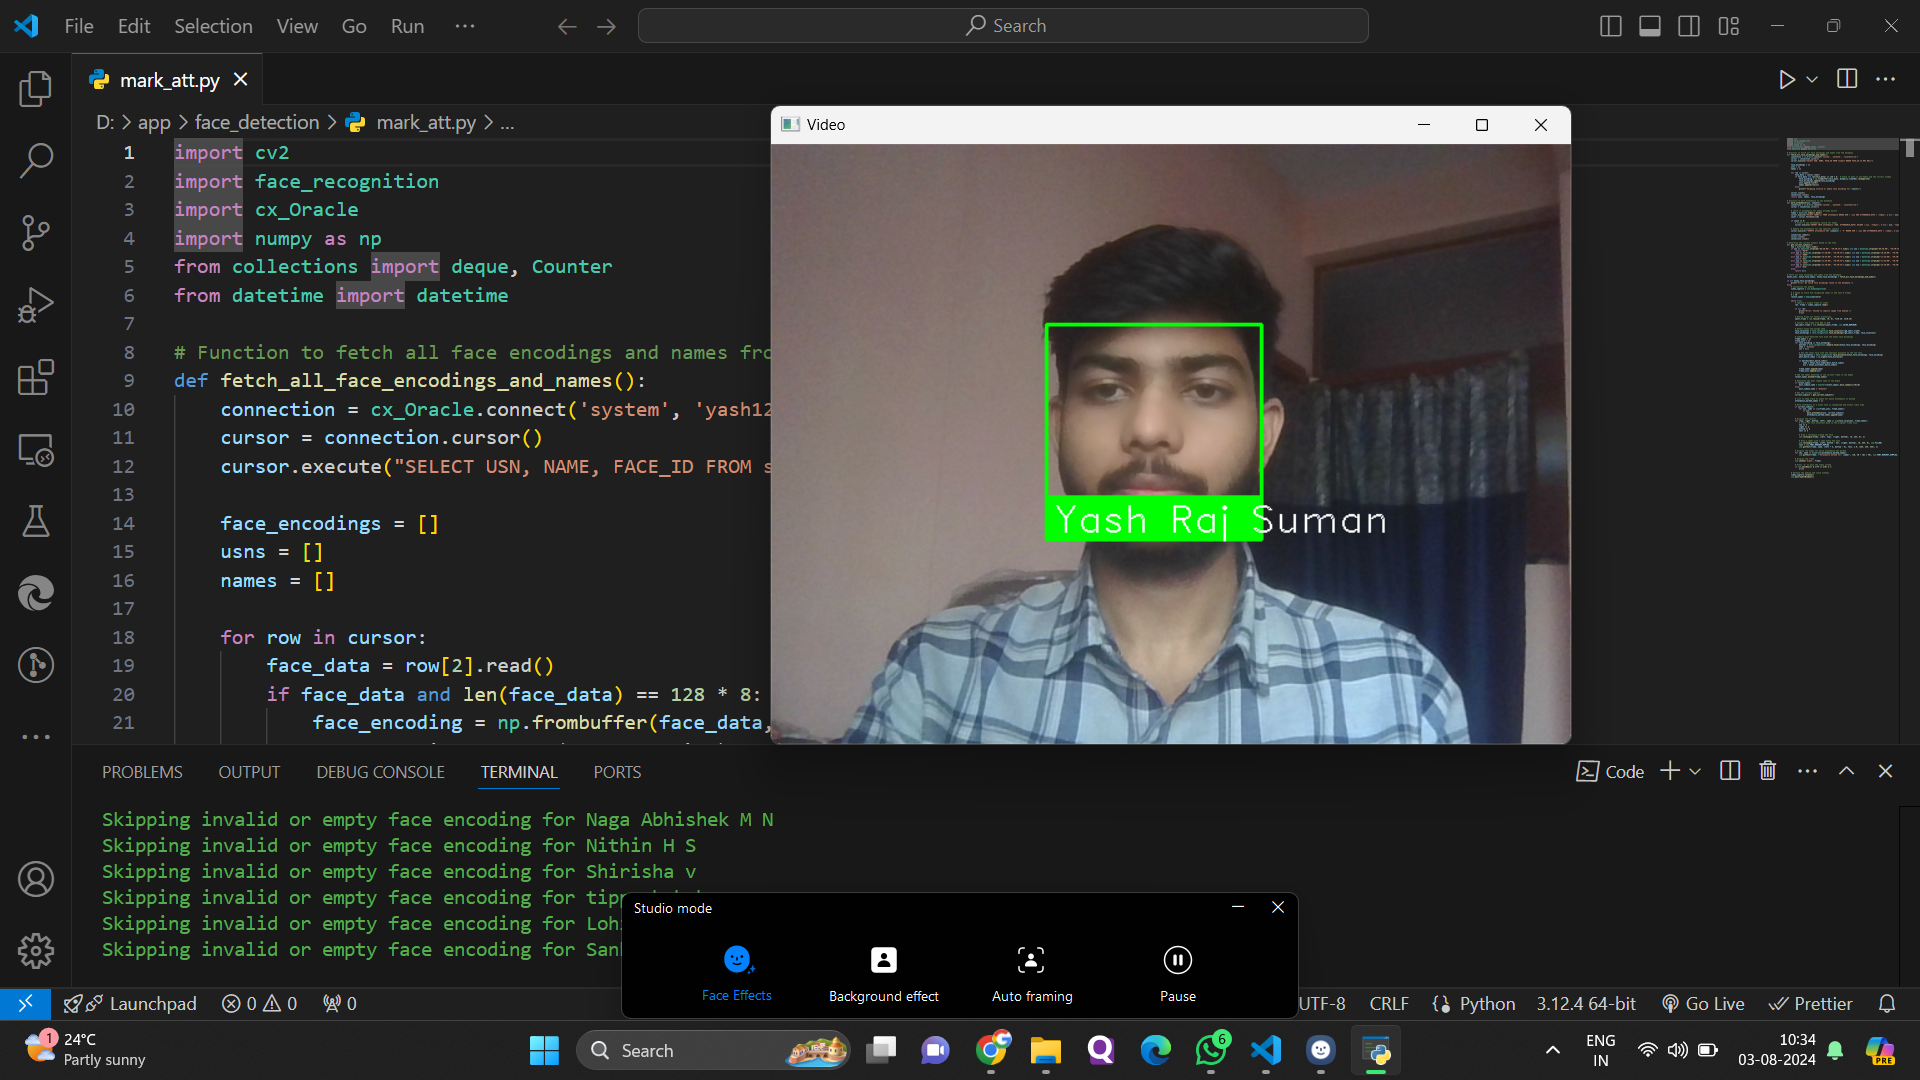 File Edit Selection View Go Run ... Search
mark_att.py
D: > app > face_detection > mark_att.py > ...
1 import cv2
2 import face_recognition
3 import cx_Oracle
4 import numpy as np
5 from collections import deque, Counter
6 from datetime import datetime
7
8 # Function to fetch all face encodings and names fro
9 def fetch_all_face_encodings_and_names():
10 connection = cx_Oracle.connect('system', 'yash12
11 cursor = connection.cursor()
12 cursor.execute("SELECT USN, NAME, FACE_ID FROM s
13
14 face_encodings = []
15 usns = []
16 names = []
17
18 for row in cursor:
19 face_data = row[2].read()
20 if face_data and len(face_data) == 128 * 8:
21 face_encoding = np.frombuffer(face_data,
Video
Yash Raj Suman
PROBLEMS OUTPUT DEBUG CONSOLE TERMINAL PORTS
Code
Skipping invalid or empty face encoding for Naga Abhishek M N
Skipping invalid or empty face encoding for Nithin H S
Skipping invalid or empty face encoding for Shirisha v
Skipping invalid or empty face encoding for
Skipping invalid or empty face encoding for
Skipping invalid or empty face encoding for
Studio mode
Face Effects Background effect Auto framing Pause
Launchpad 0 0 0 UTF-8 CRLF Python 3.12.4 64-bit Go Live Prettier
1 24°C
Partly sunny
Search
6
ENG
IN
10:34
03-08-2024
PRE